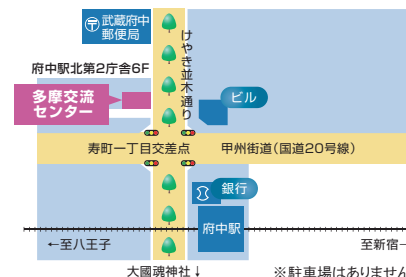 〒武蔵府中
郵便局
けやき並木通り
府中駅北第2庁舎6F
多摩交流
センター
ビル
寿町一丁目交差点
甲州街道(国道20号線)
銀行
府中駅
←至八王子
至新宿→
大國魂神社↓
※駐車場はありません